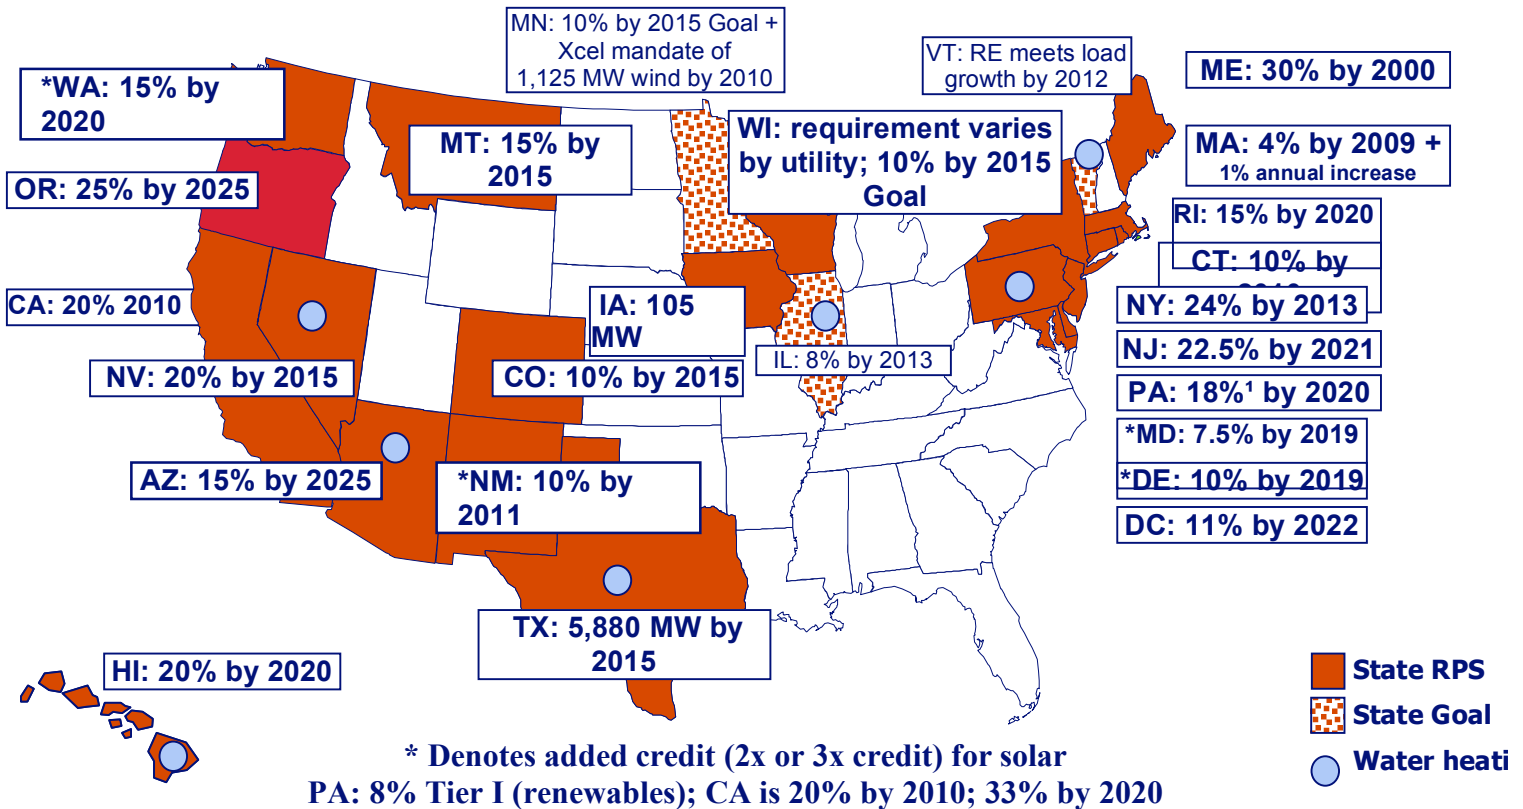 MN: 10% by 2015 Goal +
Xcel mandate of
1,125 MW wind by 2010
VT: RE meets load
growth by 2012
ME: 30% by 2000
*WA: 15% by
2020
MT: 15% by
2015
WI: requirement varies
by utility; 10% by 2015
Goal
MA: 4% by 2009 +
1% annual increase
OR: 25% by 2025
RI: 15% by 2020
CT: 10% by
CA: 20% 2010
IA: 105
MW
NY: 24% by 2013
NJ: 22.5% by 2021
NV: 20% by 2015
CO: 10% by 2015
IL: 8% by 2013
PA: 18%¹ by 2020
*MD: 7.5% by 2019
AZ: 15% by 2025
*NM: 10% by
2011
*DE: 10% by 2019
DC: 11% by 2022
TX: 5,880 MW by
2015
HI: 20% by 2020
State RPS
State Goal
Water heati
* Denotes added credit (2x or 3x credit) for solar
PA: 8% Tier I (renewables); CA is 20% by 2010; 33% by 2020